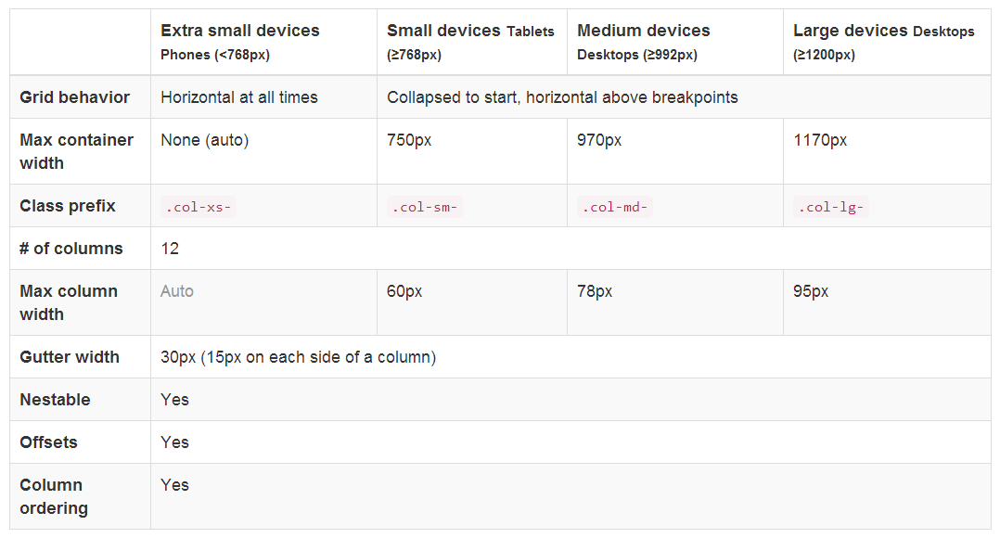 Extra small devices Small devices Tablets Medium devices Large devices Desktops
Phones (<768px) (≥768px) Desktops (≥992px) (≥1200px)
Grid behavior Horizontal at all times Collapsed to start, horizontal above breakpoints
Max container None (auto) 750px 970px 1170px
width
Class prefix .col-xs- .col-sm- .col-md- .col-lg-
# of columns 12
Max column Auto 60px 78px 95px
width
Gutter width 30px (15px on each side of a column)
Nestable Yes
Offsets Yes
Column Yes
ordering